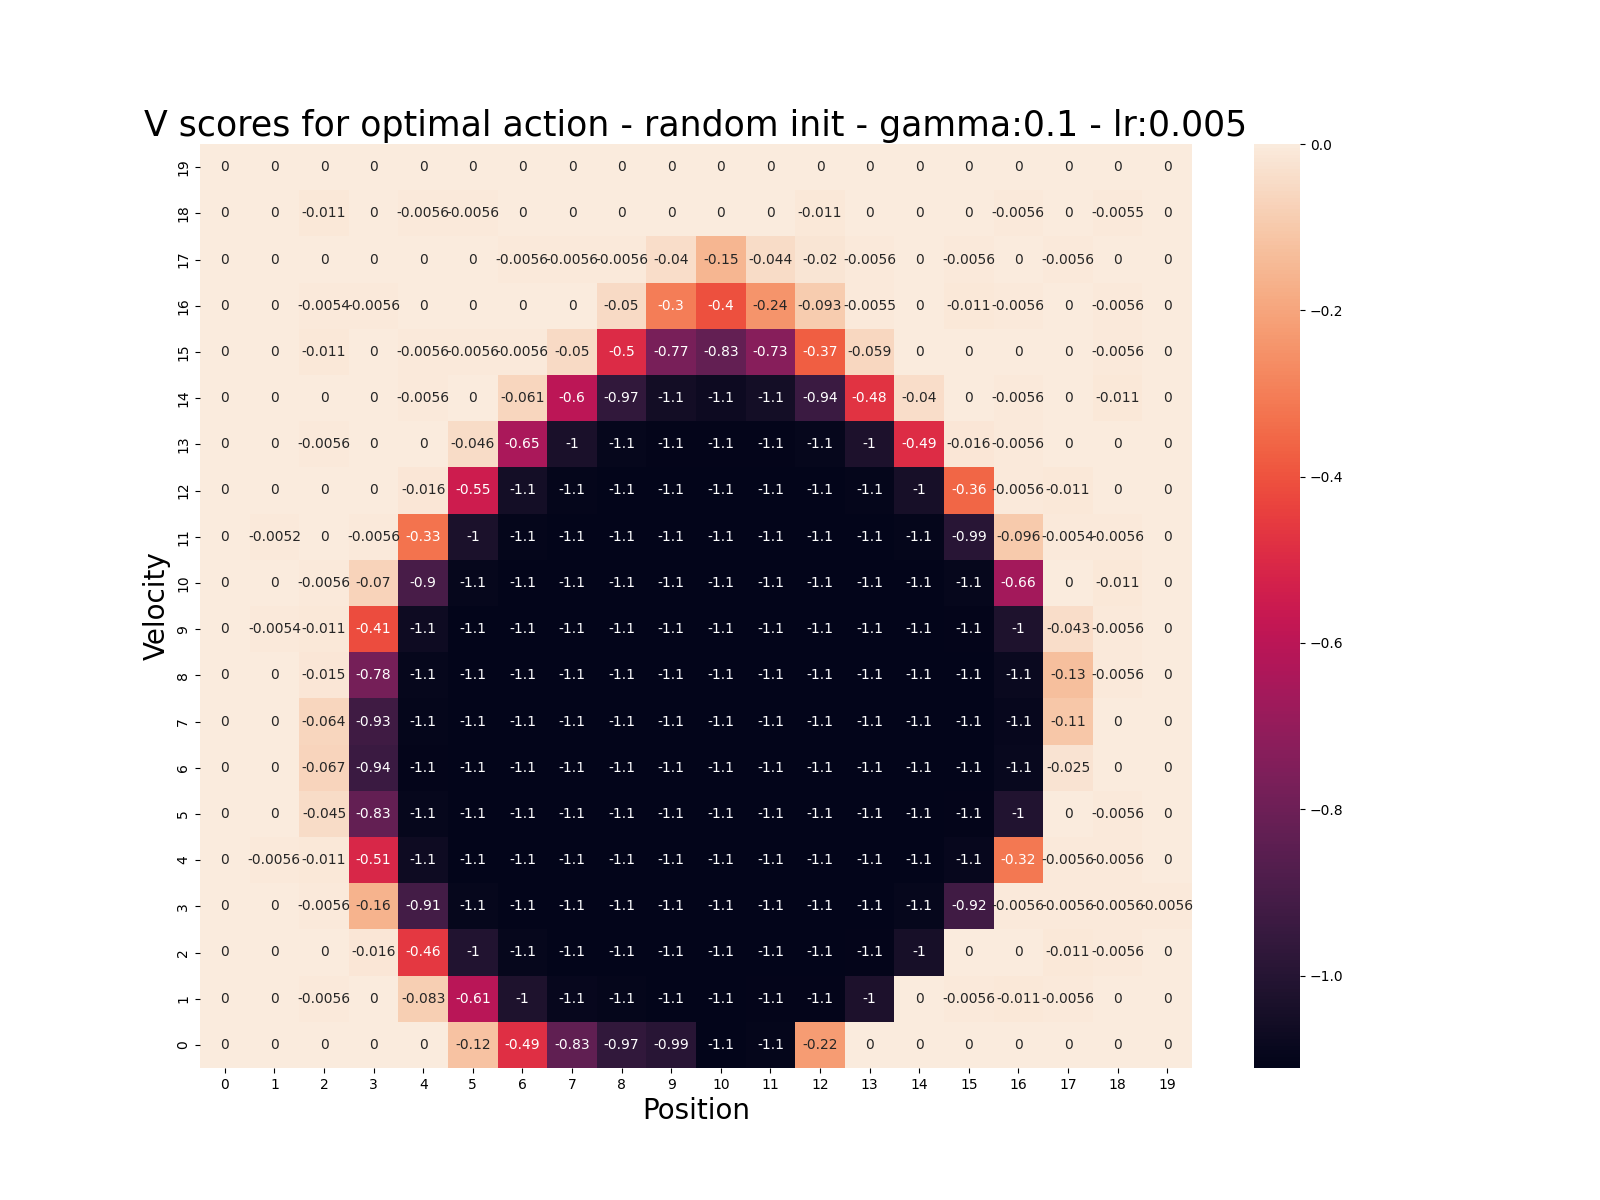 V scores for optimal action - random init - gamma:0.1 - lr:0.005
19 0 0 0 0 0 0 0 0 0 0 0 0 0 0 0 0 0 0 0 0 0.0
18 0 0 -0.011 0 -0.0056 -0.0056 0 0 0 0 0 0 -0.011 0 0 0 -0.0056 0 -0.0055 0
17 0 0 0 0 0 0 -0.0056 -0.0056 -0.0056 -0.04 -0.15 -0.044 -0.02 -0.0056 0 -0.0056 0 -0.0056 0 0
16 0 0 -0.0054 -0.0056 0 0 0 0 -0.05 -0.3 -0.4 -0.24 -0.093 -0.0055 0 -0.011 -0.0056 0 -0.0056 0 −0.2
15 0 0 -0.011 0 -0.0056 -0.0056 -0.0056 -0.05 -0.5 -0.77 -0.83 -0.73 -0.37 -0.059 0 0 0 0 -0.0056 0
14 0 0 0 0 -0.0056 0 -0.061 -0.6 -0.97 -1.1 -1.1 -1.1 -0.94 -0.48 -0.04 0 -0.0056 0 -0.011 0
13 0 0 -0.0056 0 0 -0.046 -0.65 -1 -1.1 -1.1 -1.1 -1.1 -1.1 -1 -0.49 -0.016 -0.0056 0 0 0
12 0 0 0 0 -0.016 -0.55 -1.1 -1.1 -1.1 -1.1 -1.1 -1.1 -1.1 -1.1 -1 -0.36 -0.0056 -0.011 0 0 −0.4
11 0 -0.0052 0 -0.0056 -0.33 -1 -1.1 -1.1 -1.1 -1.1 -1.1 -1.1 -1.1 -1.1 -1.1 -0.99 -0.096 -0.0054 -0.0056 0
10 0 0 -0.0056 -0.07 -0.9 -1.1 -1.1 -1.1 -1.1 -1.1 -1.1 -1.1 -1.1 -1.1 -1.1 -1.1 -0.66 0 -0.011 0
Velocity
9 0 -0.0054 -0.011 -0.41 -1.1 -1.1 -1.1 -1.1 -1.1 -1.1 -1.1 -1.1 -1.1 -1.1 -1.1 -1.1 -1 -0.043 -0.0056 0 −0.6
8 0 0 -0.015 -0.78 -1.1 -1.1 -1.1 -1.1 -1.1 -1.1 -1.1 -1.1 -1.1 -1.1 -1.1 -1.1 -1.1 -0.13 -0.0056 0
7 0 0 -0.064 -0.93 -1.1 -1.1 -1.1 -1.1 -1.1 -1.1 -1.1 -1.1 -1.1 -1.1 -1.1 -1.1 -1.1 -0.11 0 0
6 0 0 -0.067 -0.94 -1.1 -1.1 -1.1 -1.1 -1.1 -1.1 -1.1 -1.1 -1.1 -1.1 -1.1 -1.1 -1.1 -0.025 0 0
5 0 0 -0.045 -0.83 -1.1 -1.1 -1.1 -1.1 -1.1 -1.1 -1.1 -1.1 -1.1 -1.1 -1.1 -1.1 -1 0 -0.0056 0 −0.8
4 0 -0.0056 -0.011 -0.51 -1.1 -1.1 -1.1 -1.1 -1.1 -1.1 -1.1 -1.1 -1.1 -1.1 -1.1 -1.1 -0.32 -0.0056 -0.0056 0
3 0 0 -0.0056 -0.16 -0.91 -1.1 -1.1 -1.1 -1.1 -1.1 -1.1 -1.1 -1.1 -1.1 -1.1 -0.92 -0.0056 -0.0056 -0.0056 -0.0056
2 0 0 0 -0.016 -0.46 -1 -1.1 -1.1 -1.1 -1.1 -1.1 -1.1 -1.1 -1.1 -1 0 0 -0.011 -0.0056 0 −1.0
1 0 0 -0.0056 0 -0.083 -0.61 -1 -1.1 -1.1 -1.1 -1.1 -1.1 -1.1 -1 0 -0.0056 -0.011 -0.0056 0 0
0 0 0 0 0 0 -0.12 -0.49 -0.83 -0.97 -0.99 -1.1 -1.1 -0.22 0 0 0 0 0 0 0
0 1 2 3 4 5 6 7 8 9 10 11 12 13 14 15 16 17 18 19
Position